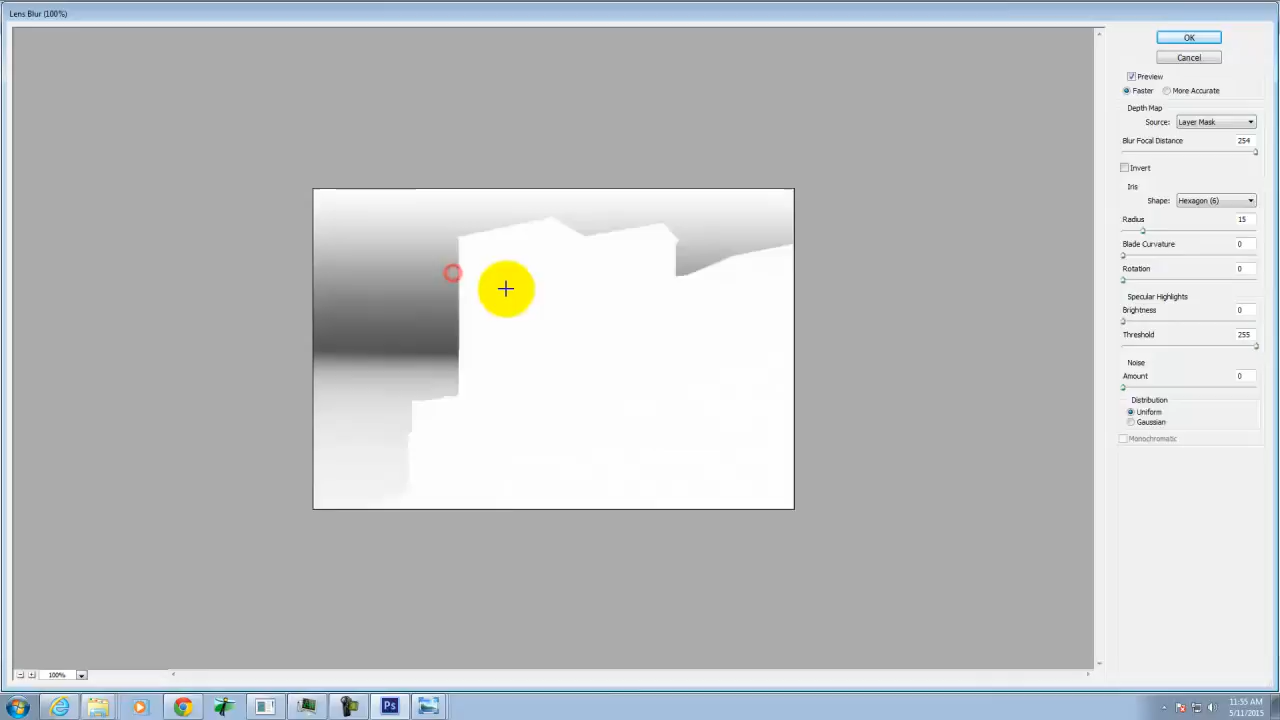 Lens Blur (100%)
OK
Cancel
Preview
Faster
More Accurate
Depth Map
Source: Layer Mask
Blur Focal Distance 254
Invert
Iris
Shape: Hexagon (6)
Radius 15
Blade Curvature 0
Rotation 0
Specular Highlights
Brightness 0
Threshold 255
Noise
Amount 0
Distribution
Uniform
Gaussian
Monochromatic
100%
Ps
11:55 AM
5/11/2015